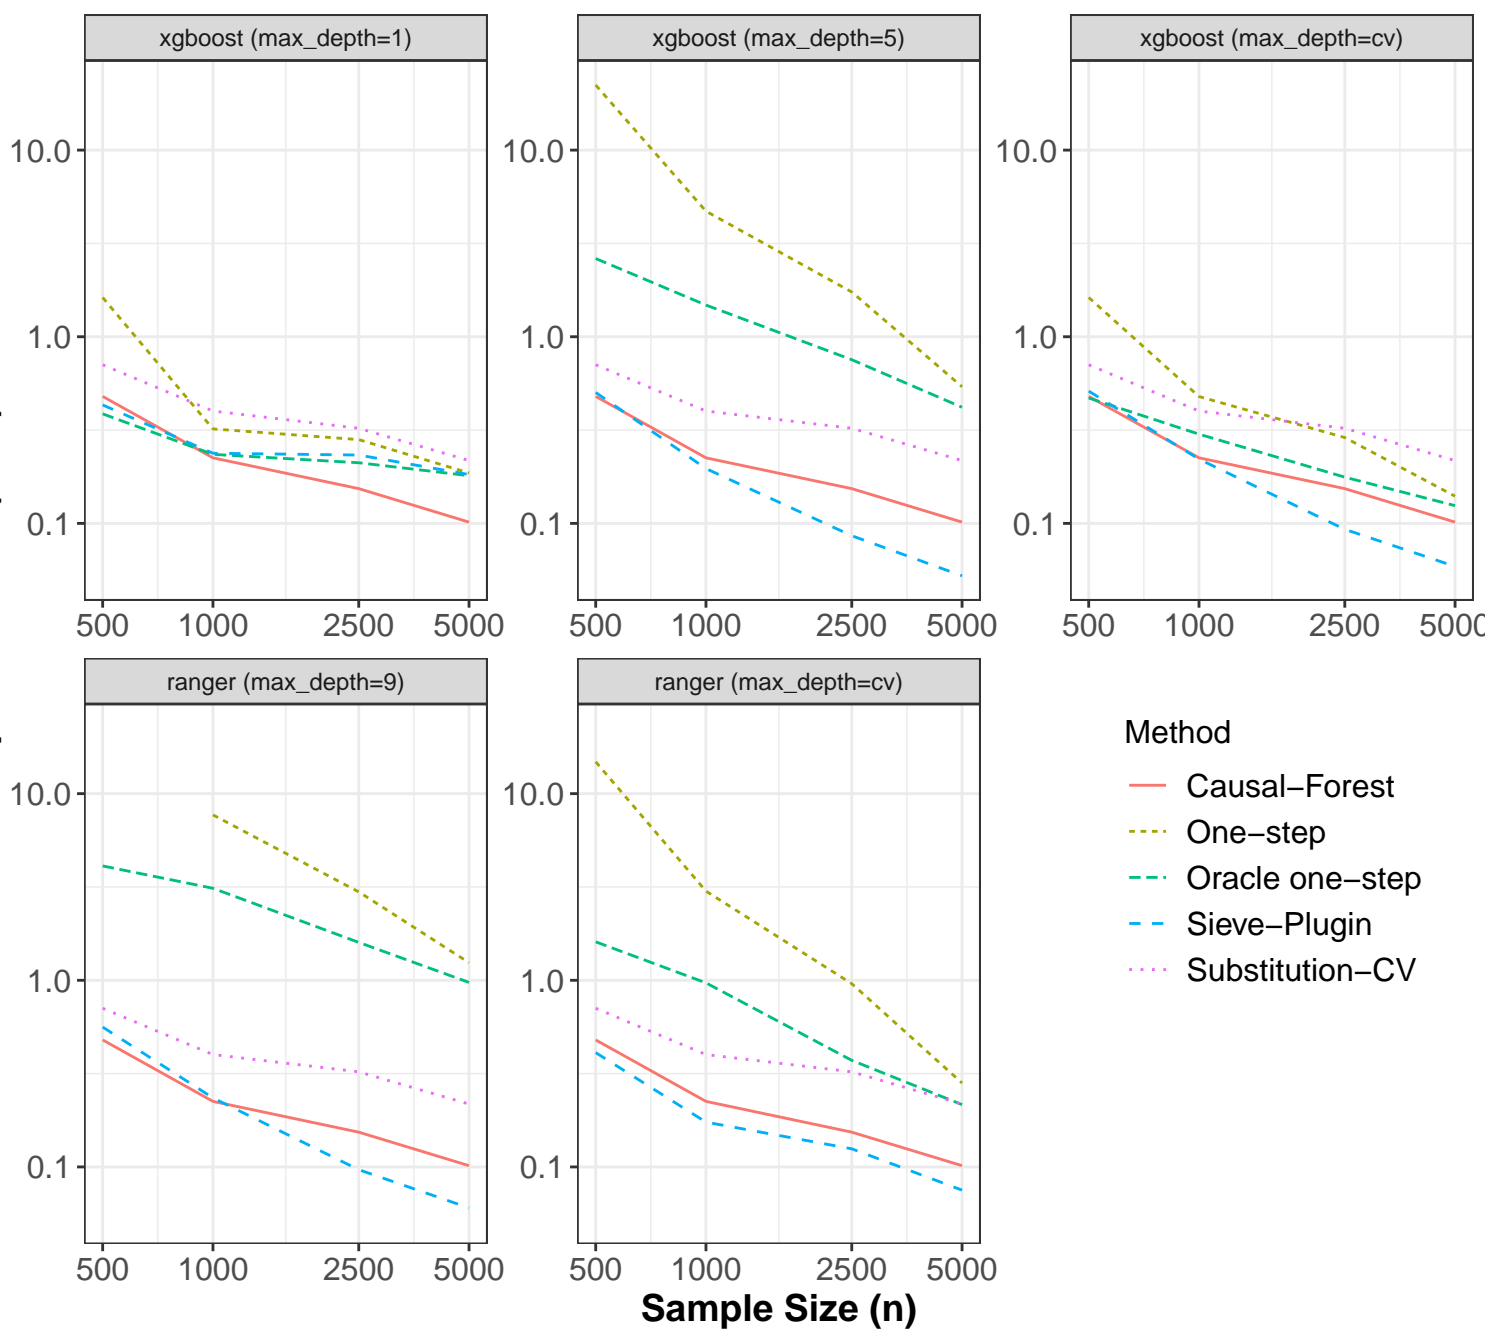 xgboost (max_depth=1)
xgboost (max_depth=5)
xgboost (max_depth=cv)
10.0
1.0
0.1
10.0
1.0
0.1
10.0
1.0
0.1
500 1000 2500 5000
500 1000 2500 5000
500 1000 2500 5000
ranger (max_depth=9)
ranger (max_depth=cv)
10.0
1.0
0.1
10.0
1.0
0.1
500 1000 2500 5000
500 1000 2500 5000
Sample Size (n)
Method
Causal−Forest
One−step
Oracle one−step
Sieve−Plugin
Substitution−CV